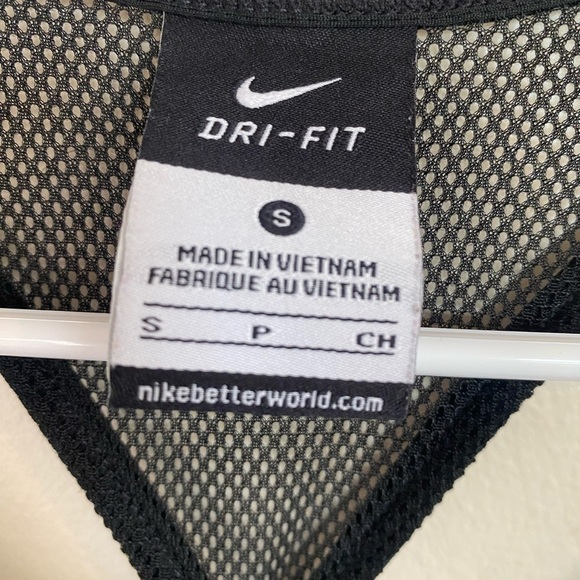 DRI-FIT
S
MADE IN VIETNAM
FABRIQUE AU VIETNAM
S P CH
nikebetterworld.com